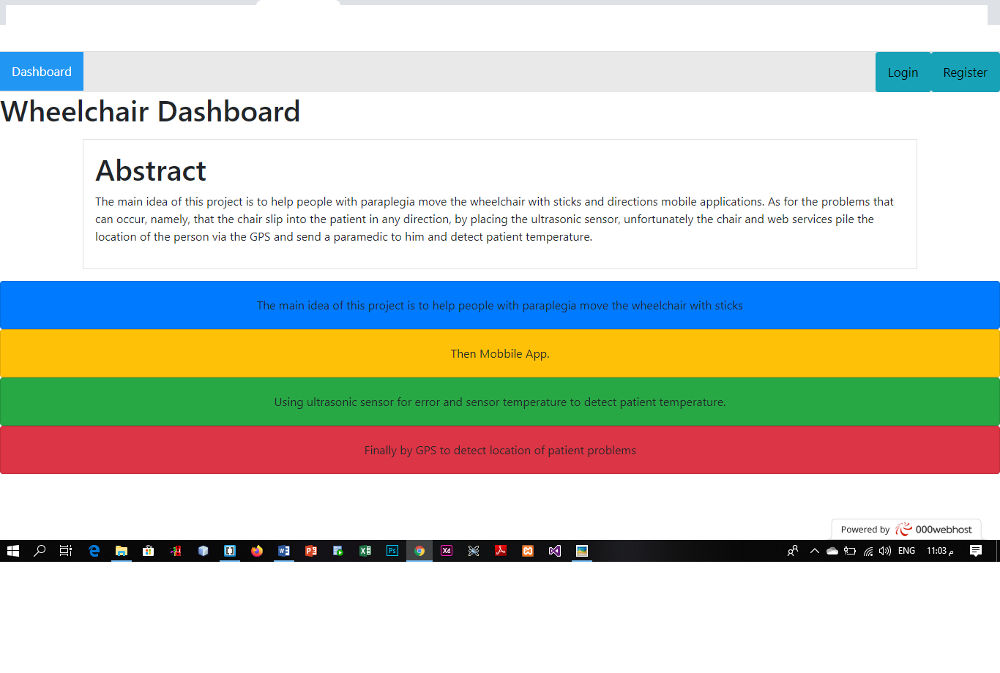 Dashboard
Login
Register
Wheelchair Dashboard
Abstract
The main idea of this project is to help people with paraplegia move the wheelchair with sticks and directions mobile applications. As for the problems that
can occur, namely, that the chair slip into the patient in any direction, by placing the ultrasonic sensor, unfortunately the chair and web services pile the
location of the person via the GPS and send a paramedic to him and detect patient temperature.
The main idea of this project is to help people with paraplegia move the wheelchair with sticks
Then Mobbile App.
Using ultrasonic sensor for error and sensor temperature to detect patient temperature.
Finally by GPS to detect location of patient problems
Powered by 000webhost
ENG
11:03 م